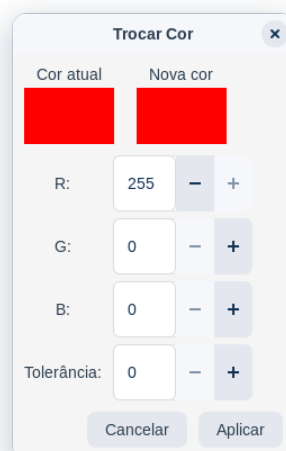 Trocar Cor
Cor atual Nova cor
R: 255 − +
G: 0 − +
B: 0 − +
Tolerância: 0 − +
Cancelar Aplicar